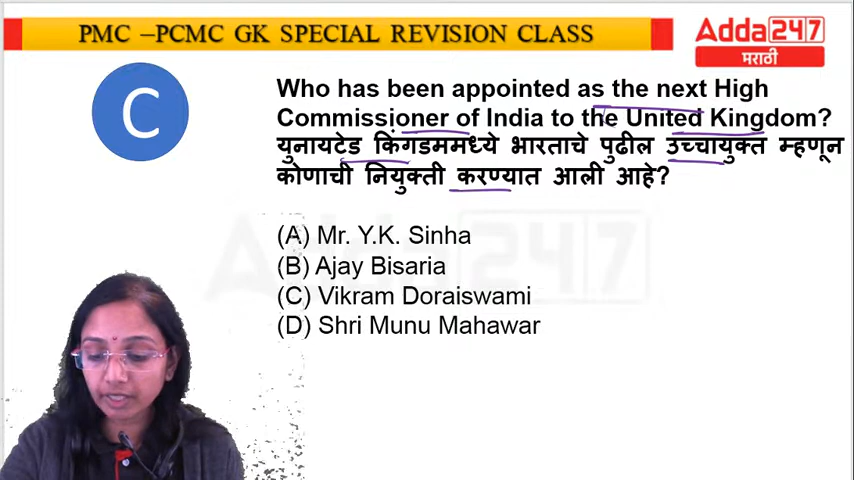 PMC –PCMC GK SPECIAL REVISION CLASS
Adda247
मराठी
C
Who has been appointed as the next High
Commissioner of India to the United Kingdom?
युनायटेड किंगडममध्ये भारताचे पुढील उच्चायुक्त म्हणून
कोणाची नियुक्ती करण्यात आली आहे?
Adda247
(A) Mr. Y.K. Sinha
(B) Ajay Bisaria
(C) Vikram Doraiswami
(D) Shri Munu Mahawar